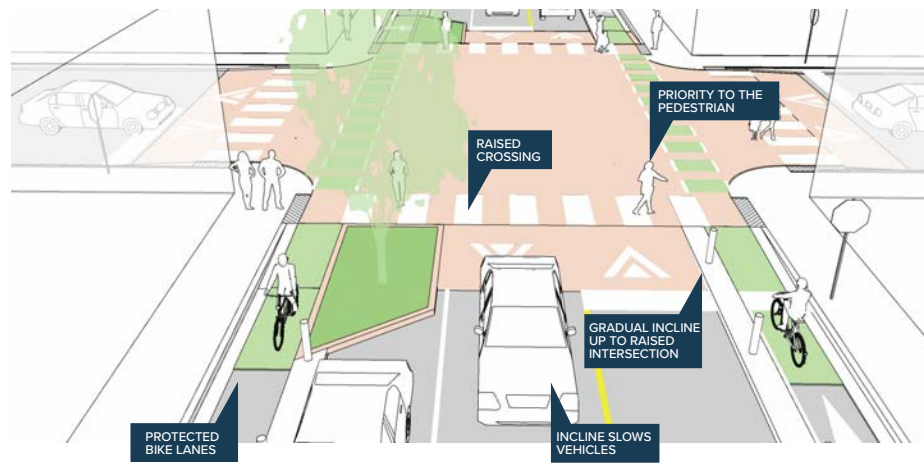 PRIORITY TO THE
PEDESTRIAN
RAISED
CROSSING
GRADUAL INCLINE
UP TO RAISED
INTERSECTION
PROTECTED
BIKE LANES
INCLINE SLOWS
VEHICLES